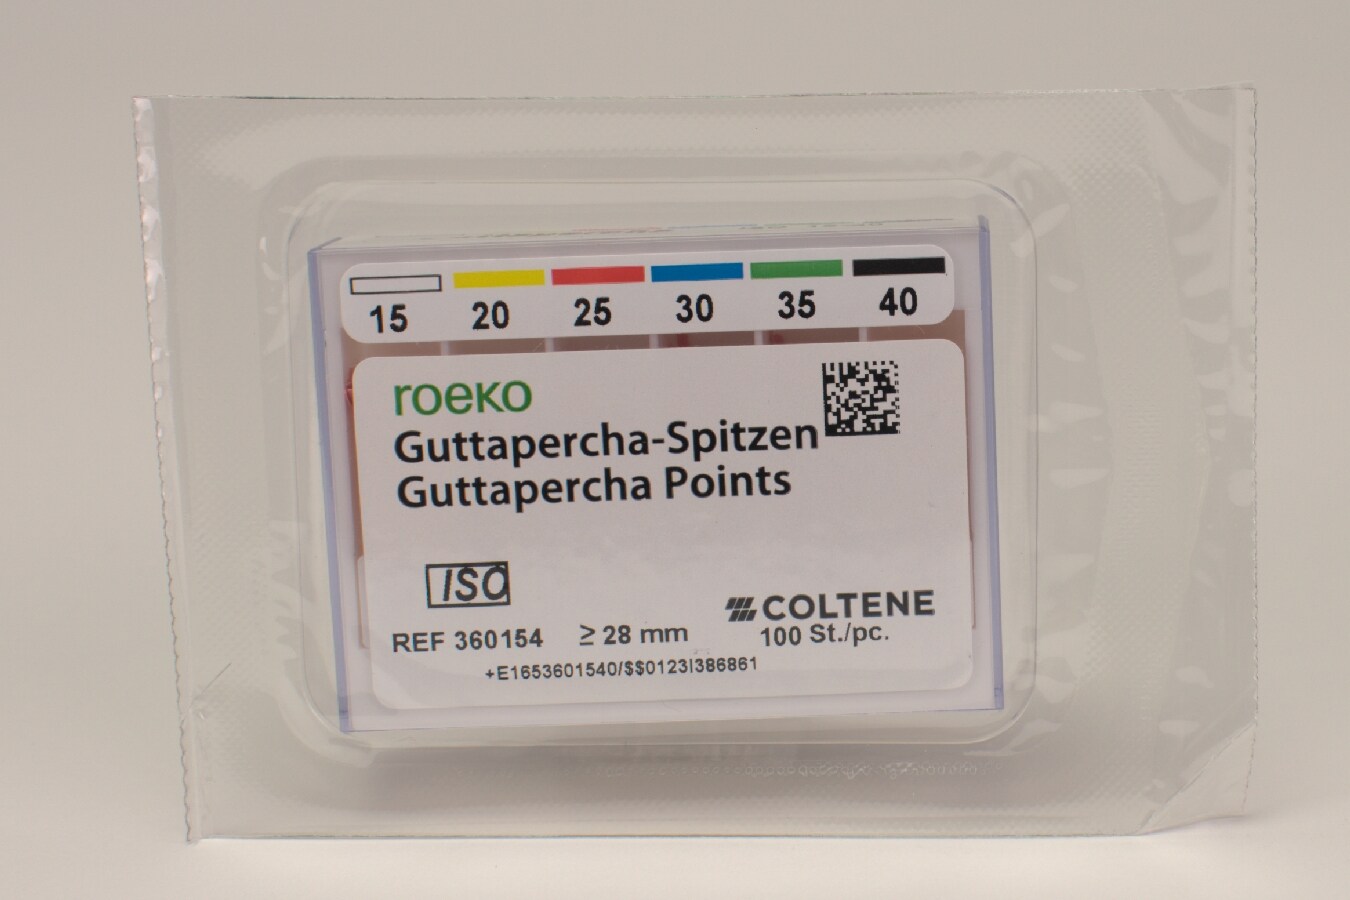 15 20 25 30 35 40
roeko
Guttapercha-Spitzen
Guttapercha Points
ISO
COLTENE
REF 360154 ≥ 28 mm 100 St./pc.
+E1653601540/$$0123I386861